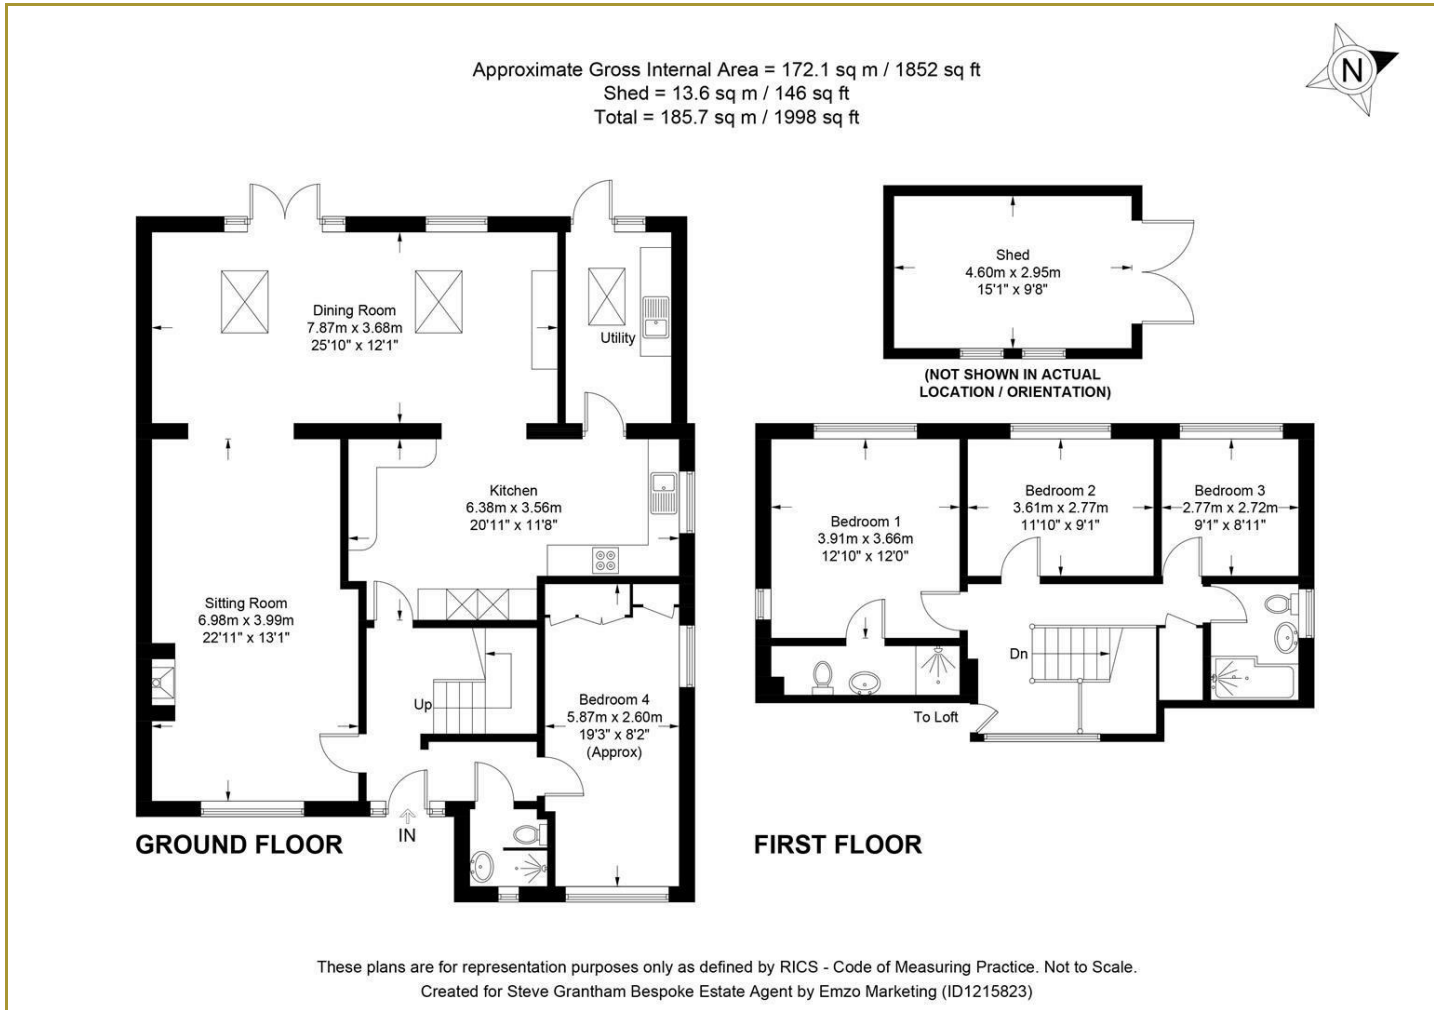 Approximate Gross Internal Area = 172.1 sq m / 1852 sq ft
Shed = 13.6 sq m / 146 sq ft
Total = 185.7 sq m / 1998 sq ft
N
Dining Room
7.87m x 3.68m
25'10" x 12'1"
Utility
Kitchen
6.38m x 3.56m
20'11" x 11'8"
Sitting Room
6.98m x 3.99m
22'11" x 13'1"
Up
Bedroom 4
5.87m x 2.60m
19'3" x 8'2"
(Approx)
IN
GROUND FLOOR
Shed
4.60m x 2.95m
15'1" x 9'8"
(NOT SHOWN IN ACTUAL
LOCATION / ORIENTATION)
Bedroom 1
3.91m x 3.66m
12'10" x 12'0"
Bedroom 2
3.61m x 2.77m
11'10" x 9'1"
Bedroom 3
2.77m x 2.72m
9'1" x 8'11"
Dn
To Loft
FIRST FLOOR
These plans are for representation purposes only as defined by RICS - Code of Measuring Practice. Not to Scale.
Created for Steve Grantham Bespoke Estate Agent by Emzo Marketing (ID1215823)